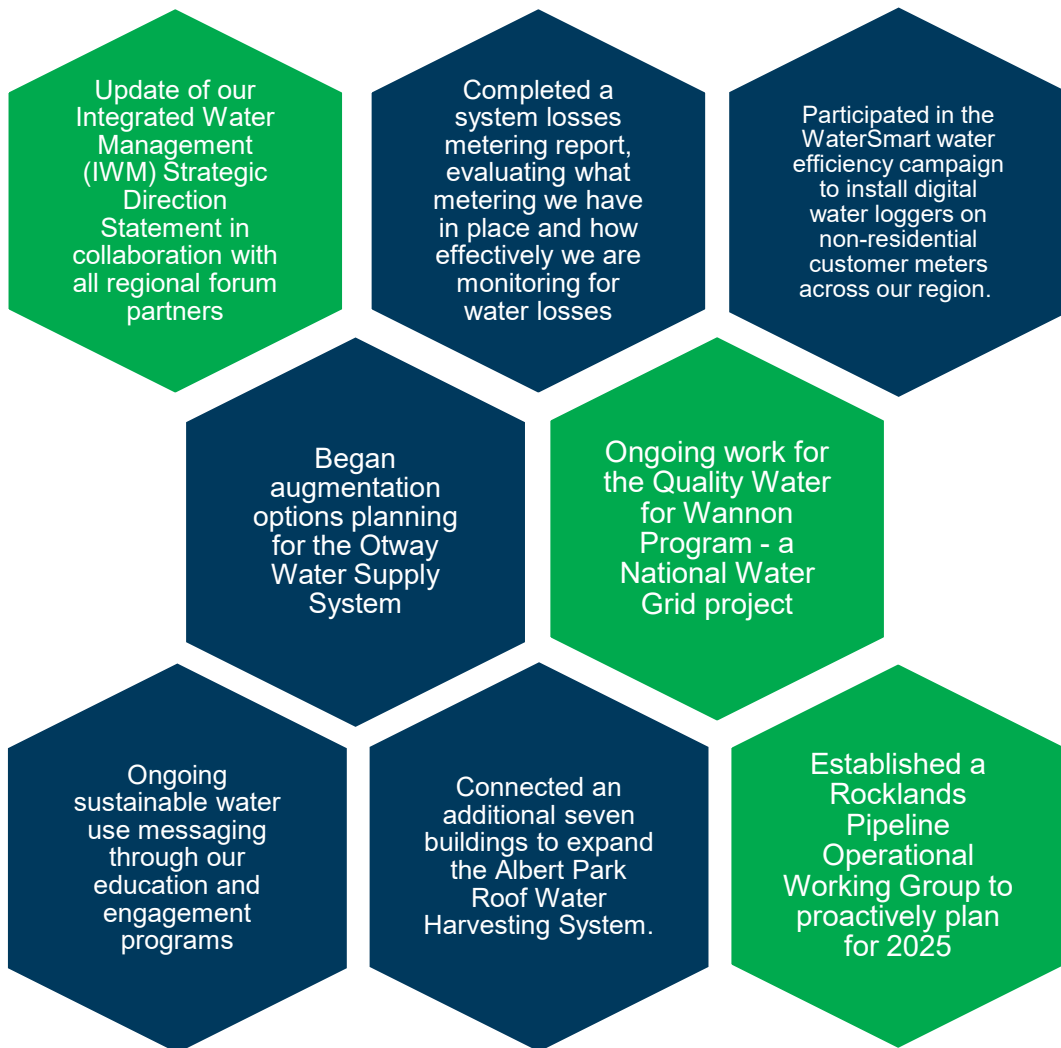 Update of our
Integrated Water
Management
(IWM) Strategic
Direction
Statement in
collaboration with
all regional forum
partners
Completed a
system losses
metering report,
evaluating what
metering we have
in place and how
effectively we are
monitoring for
water losses
Participated in the
WaterSmart water
efficiency campaign
to install digital
water loggers on
non-residential
customer meters
across our region.
Began
augmentation
options planning
for the Otway
Water Supply
System
Ongoing work for
the Quality Water
for Wannon
Program - a
National Water
Grid project
Ongoing
sustainable water
use messaging
through our
education and
engagement
programs
Connected an
additional seven
buildings to expand
the Albert Park
Roof Water
Harvesting System.
Established a
Rocklands
Pipeline
Operational
Working Group to
proactively plan
for 2025